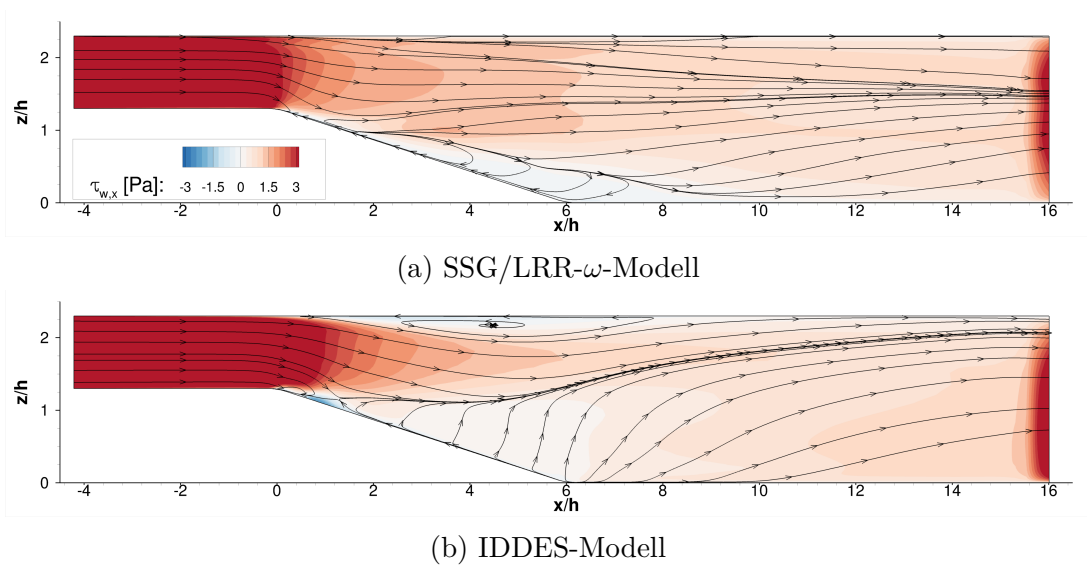 z/h
2
1
0
τw,x [Pa]:
-3 -1.5 0 1.5 3
-4 -2 0 2 4 6 8 10 12 14 16
x/h
(a) SSG/LRR-ω-Modell
z/h
2
1
0
-4 -2 0 2 4 6 8 10 12 14 16
x/h
(b) IDDES-Modell